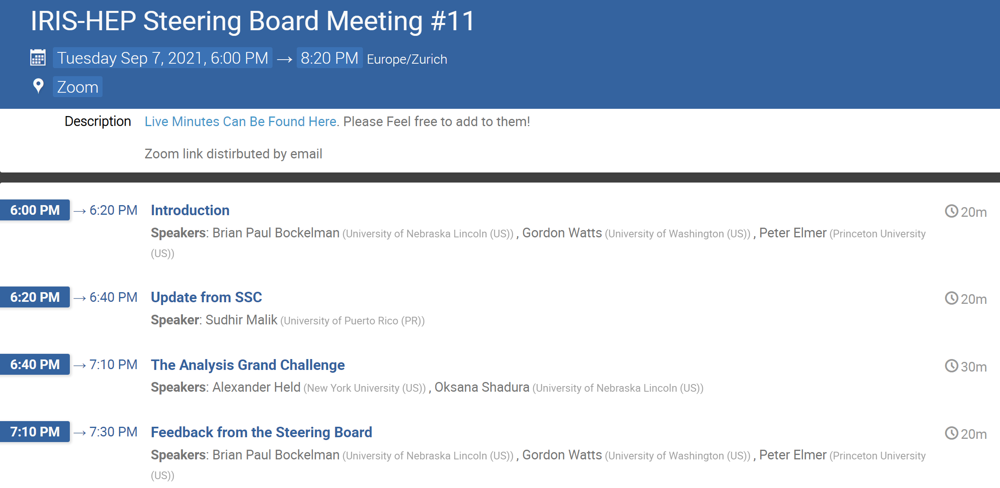 IRIS-HEP Steering Board Meeting #11
Tuesday Sep 7, 2021, 6:00 PM → 8:20 PM Europe/Zurich
Zoom
Description Live Minutes Can Be Found Here. Please Feel free to add to them!
Zoom link distirbuted by email
6:00 PM → 6:20 PM Introduction 20m
Speakers: Brian Paul Bockelman (University of Nebraska Lincoln (US)) , Gordon Watts (University of Washington (US)) , Peter Elmer (Princeton University
(US))
6:20 PM → 6:40 PM Update from SSC 20m
Speaker: Sudhir Malik (University of Puerto Rico (PR))
6:40 PM → 7:10 PM The Analysis Grand Challenge 30m
Speakers: Alexander Held (New York University (US)) , Oksana Shadura (University of Nebraska Lincoln (US))
7:10 PM → 7:30 PM Feedback from the Steering Board 20m
Speakers: Brian Paul Bockelman (University of Nebraska Lincoln (US)) , Gordon Watts (University of Washington (US)) , Peter Elmer (Princeton University
(US))